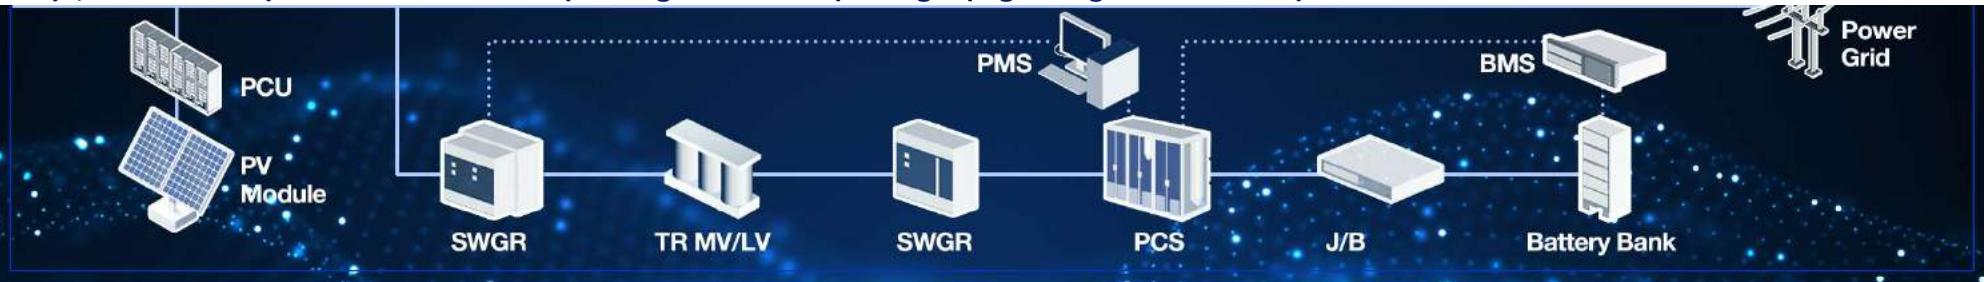 Power
Grid
PMS
BMS
PCU
PV
Module
SWGR
TR MV/LV
SWGR
PCS
J/B
Battery Bank